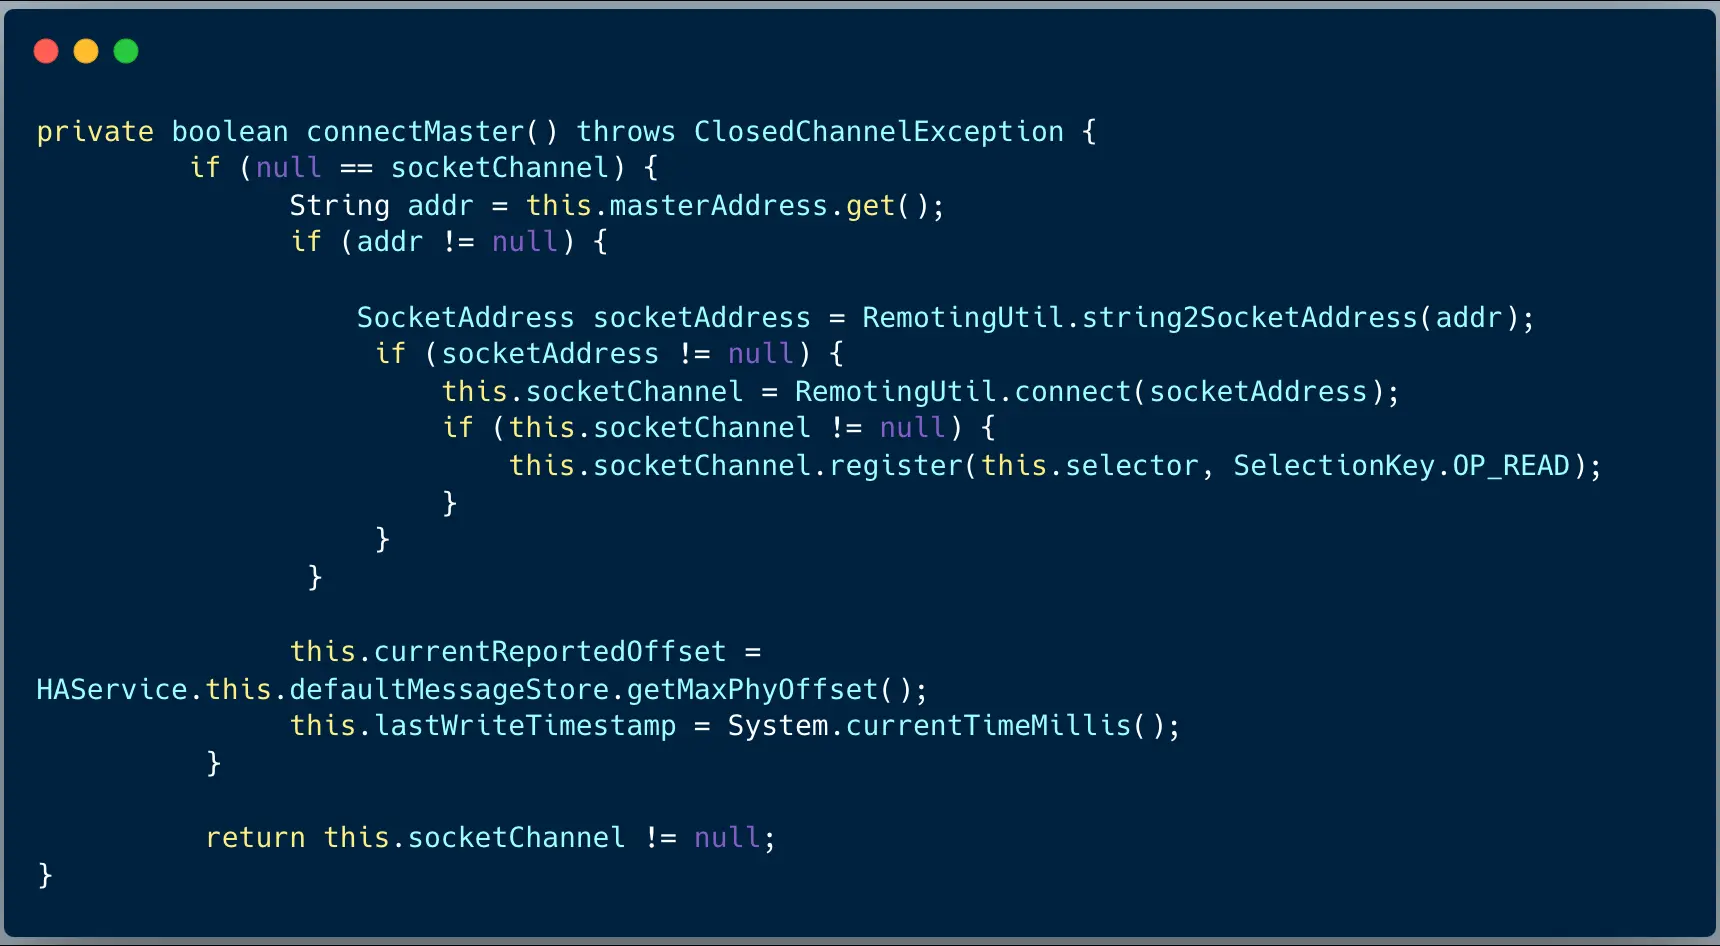 private boolean connectMaster() throws ClosedChannelException {
         if (null == socketChannel) {
               String addr = this.masterAddress.get();
               if (addr != null) {

                   SocketAddress socketAddress = RemotingUtil.string2SocketAddress(addr);
                    if (socketAddress != null) {
                        this.socketChannel = RemotingUtil.connect(socketAddress);
                        if (this.socketChannel != null) {
                            this.socketChannel.register(this.selector, SelectionKey.OP_READ);
                        }
                    }
                }

               this.currentReportedOffset =
HAService.this.defaultMessageStore.getMaxPhyOffset();
               this.lastWriteTimestamp = System.currentTimeMillis();
          }

          return this.socketChannel != null;
}